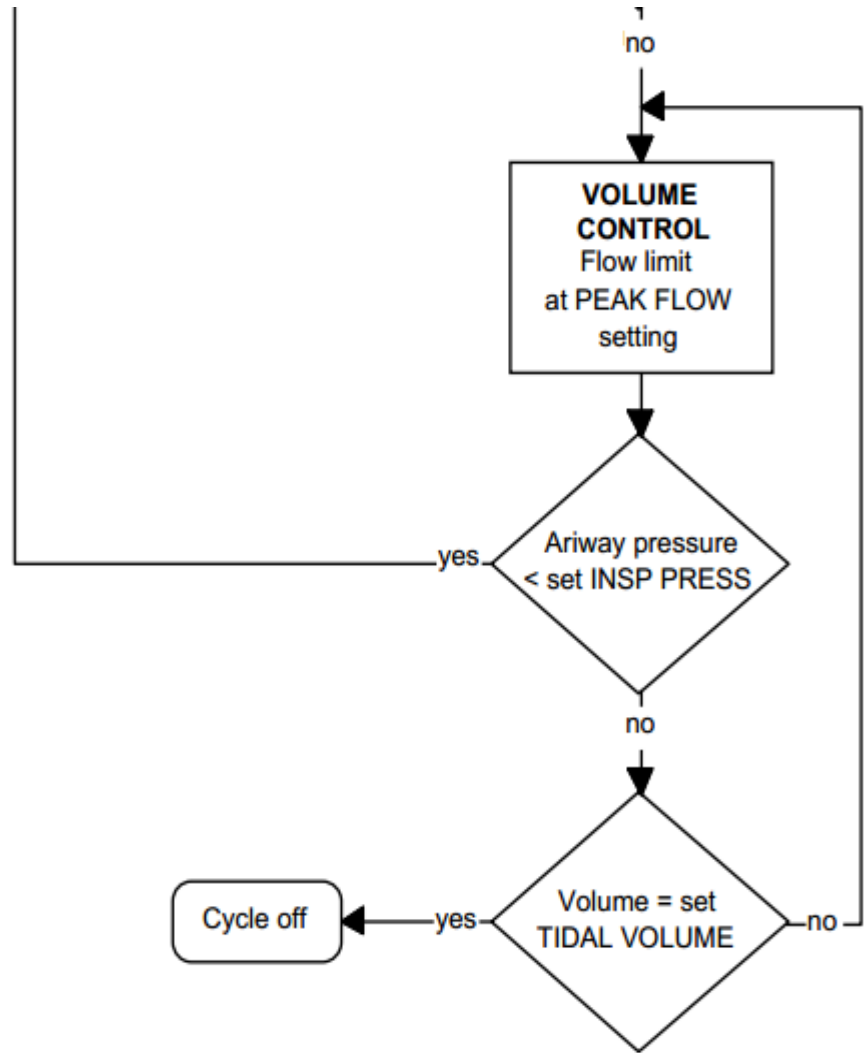 no
VOLUME
CONTROL
Flow limit
at PEAK FLOW
setting
yes
Ariway pressure
< set INSP PRESS
no
Cycle off
yes
Volume = set
TIDAL VOLUME
no